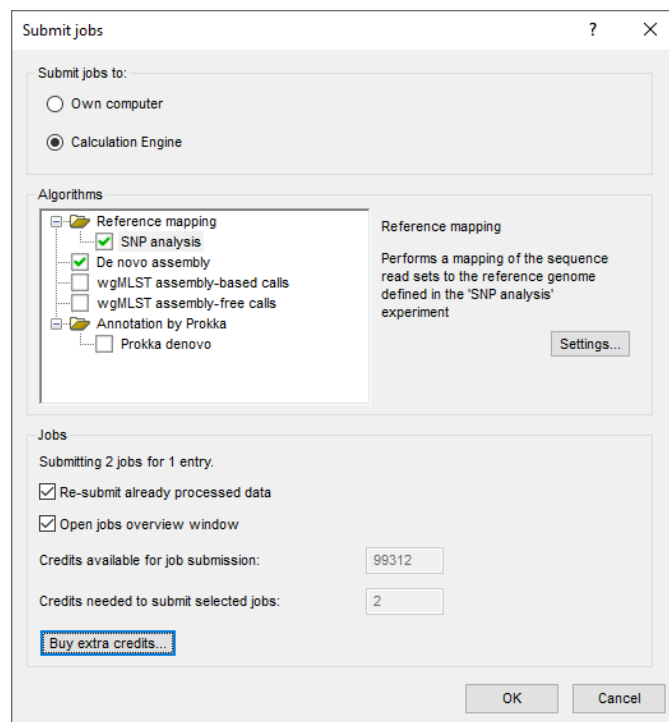 Submit jobs
?
Submit jobs to:
Own computer
Calculation Engine
Algorithms
Reference mapping
SNP analysis
De novo assembly
wgMLST assembly-based calls
wgMLST assembly-free calls
Annotation by Prokka
Prokka denovo
Reference mapping
Performs a mapping of the sequence
read sets to the reference genome
defined in the 'SNP analysis'
experiment
Settings...
Jobs
Submitting 2 jobs for 1 entry.
Re-submit already processed data
Open jobs overview window
Credits available for job submission: 99312
Credits needed to submit selected jobs: 2
Buy extra credits...
OK Cancel